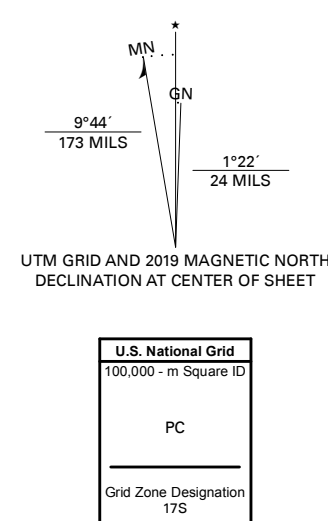 ★
MN
GN
9°44´
173 MILS
1°22´
24 MILS
UTM GRID AND 2019 MAGNETIC NORTH
DECLINATION AT CENTER OF SHEET
U.S. National Grid
100,000 - m Square ID
PC
Grid Zone Designation
17S